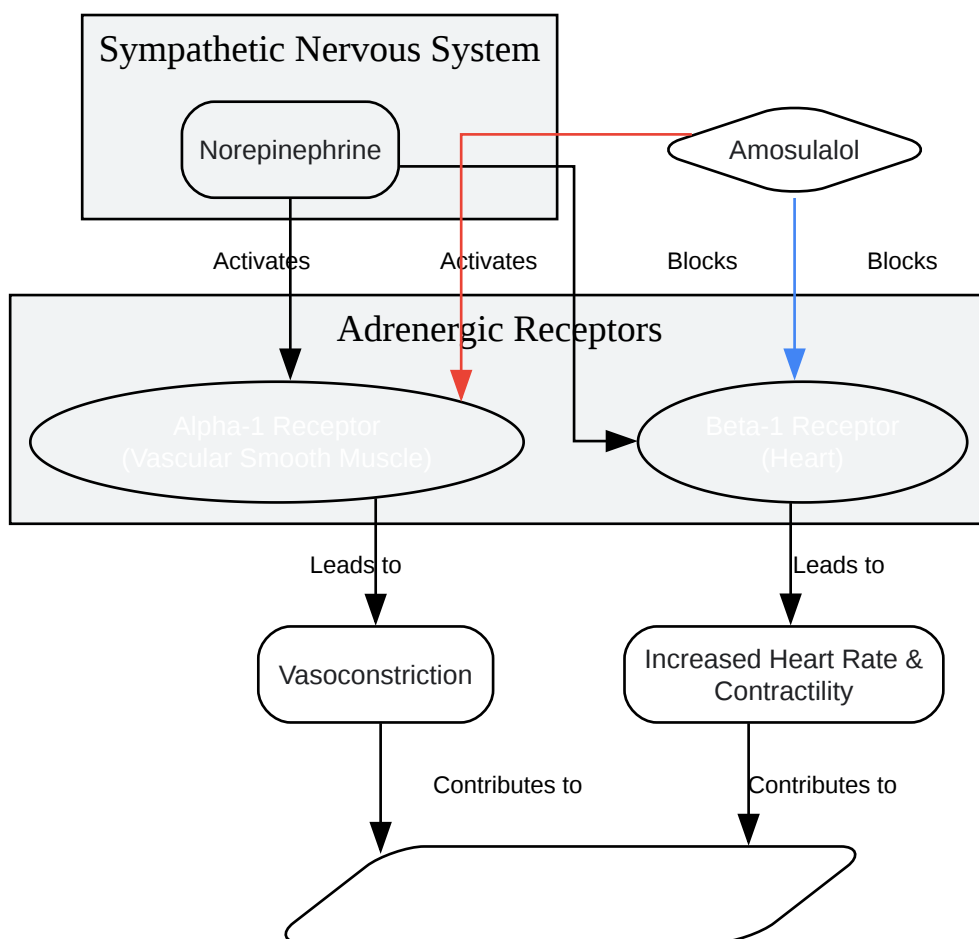 Sympathetic Nervous System
Norepinephrine
Amosulalol
Activates
Activates
Blocks
Blocks
Adrenergic Receptors
Alpha-1 Receptor
(Vascular Smooth Muscle)
Beta-1 Receptor
(Heart)
Leads to
Leads to
Vasoconstriction
Increased Heart Rate &
Contractility
Contributes to
Contributes to